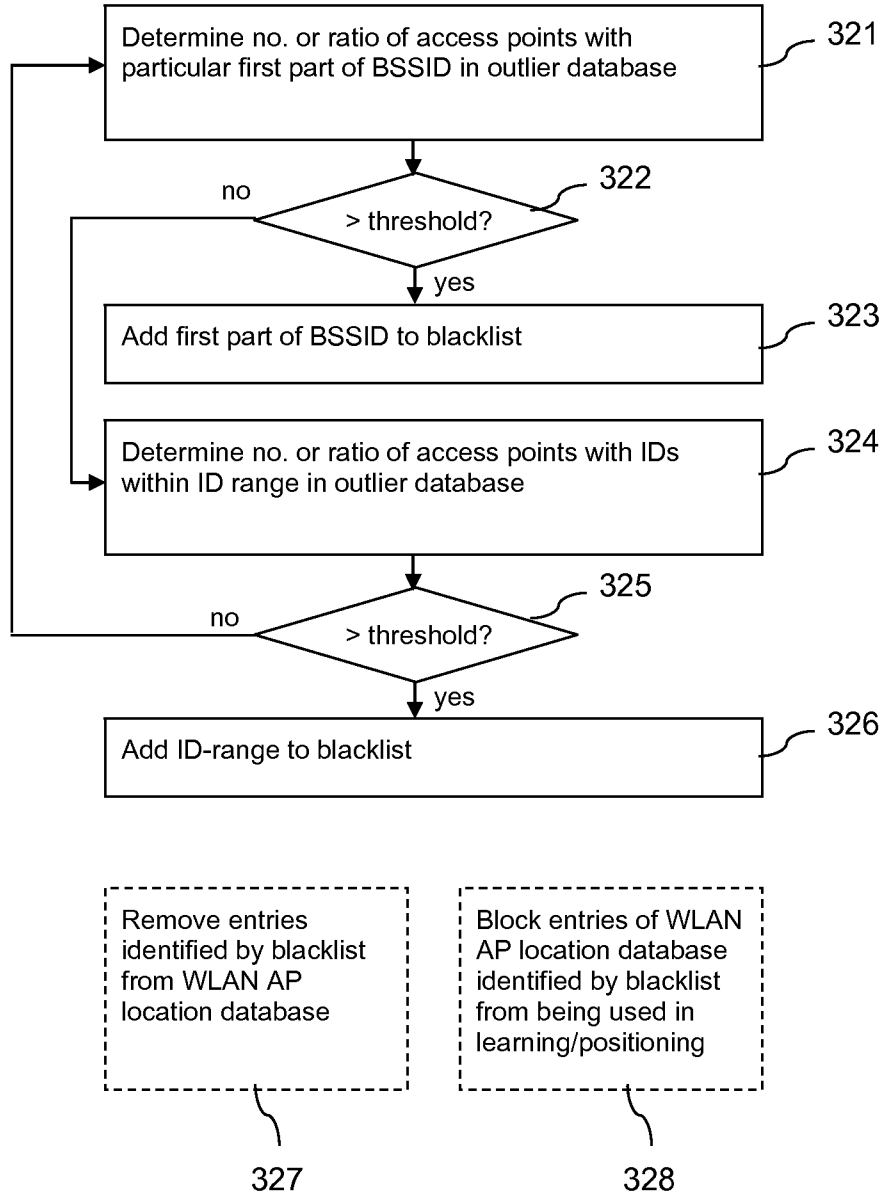 Determine no. or ratio of access points with
particular first part of BSSID in outlier database
321
322
no
> threshold?
yes
Add first part of BSSID to blacklist
323
Determine no. or ratio of access points with IDs
within ID range in outlier database
324
325
no
> threshold?
yes
Add ID-range to blacklist
326
Remove entries
identified by blacklist
from WLAN AP
location database
Block entries of WLAN
AP location database
identified by blacklist
from being used in
learning/positioning
327
328